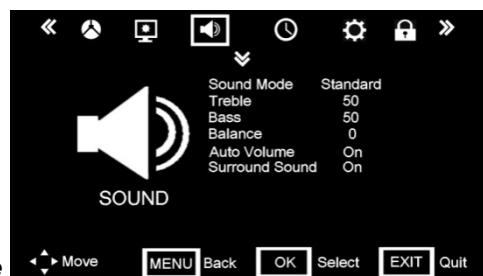 Sound Mode Standard
Treble 50
Bass 50
Balance 0
Auto Volume On
Surround Sound On
SOUND
e Move MENU Back OK Select EXIT Quit